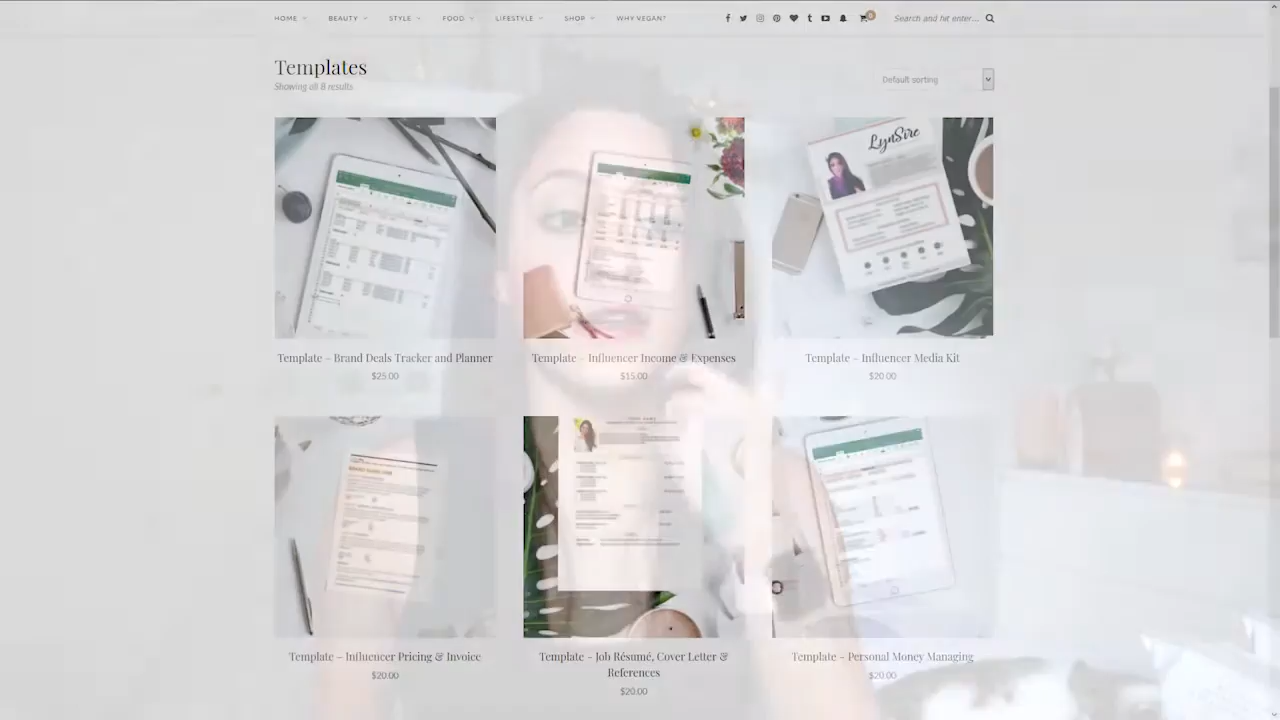 HOME BEAUTY STYLE FOOD LIFESTYLE SHOP WHY VEGAN? 0 Search and hit enter...
Templates
Showing all 8 results
Default sorting
LynSire
Template – Brand Deals Tracker and Planner
$25.00
Template – Influencer Income & Expenses
$15.00
Template – Influencer Media Kit
$20.00
Template – Influencer Pricing & Invoice
$20.00
Template – Job Résumé, Cover Letter &
References
$20.00
Template – Personal Money Managing
$20.00